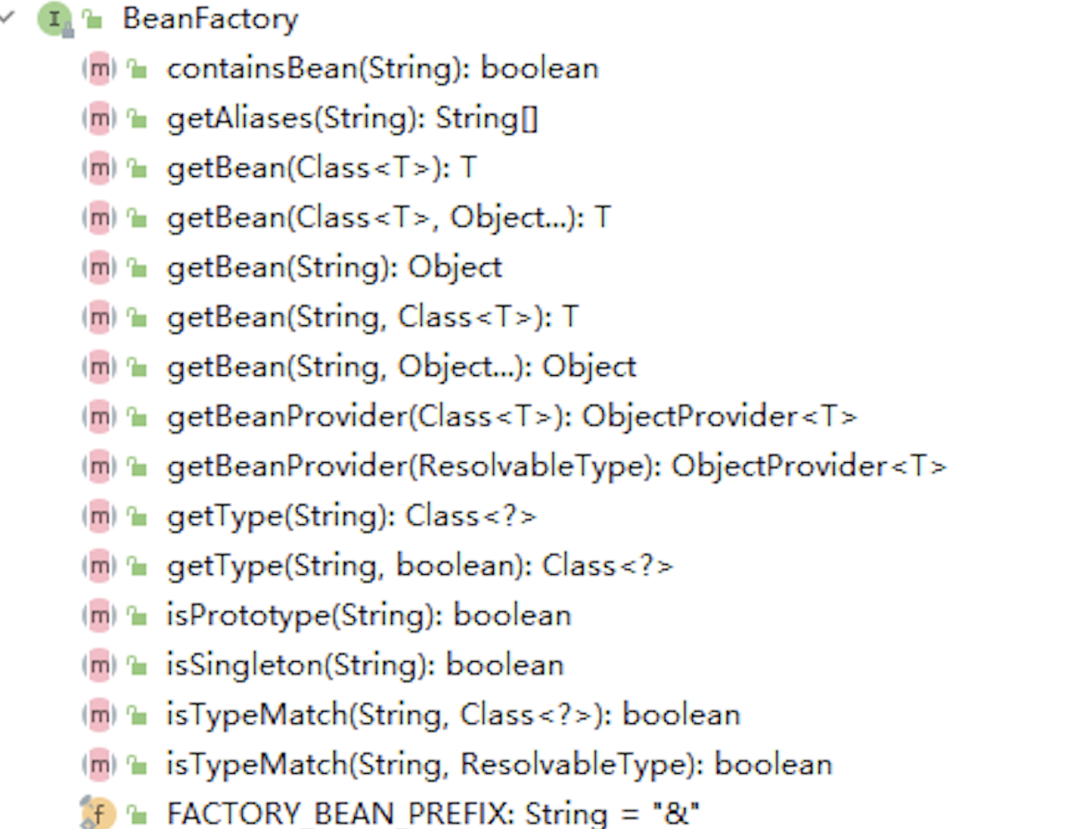 BeanFactory
containsBean(String): boolean
getAliases(String): String[]
getBean(Class<T>): T
getBean(Class<T>, Object...): T
getBean(String): Object
getBean(String, Class<T>): T
getBean(String, Object...): Object
getBeanProvider(Class<T>): ObjectProvider<T>
getBeanProvider(ResolvableType): ObjectProvider<T>
getType(String): Class<?>
getType(String, boolean): Class<?>
isPrototype(String): boolean
isSingleton(String): boolean
isTypeMatch(String, Class<?>): boolean
isTypeMatch(String, ResolvableType): boolean
FACTORY_BEAN_PREFIX: String = "&"